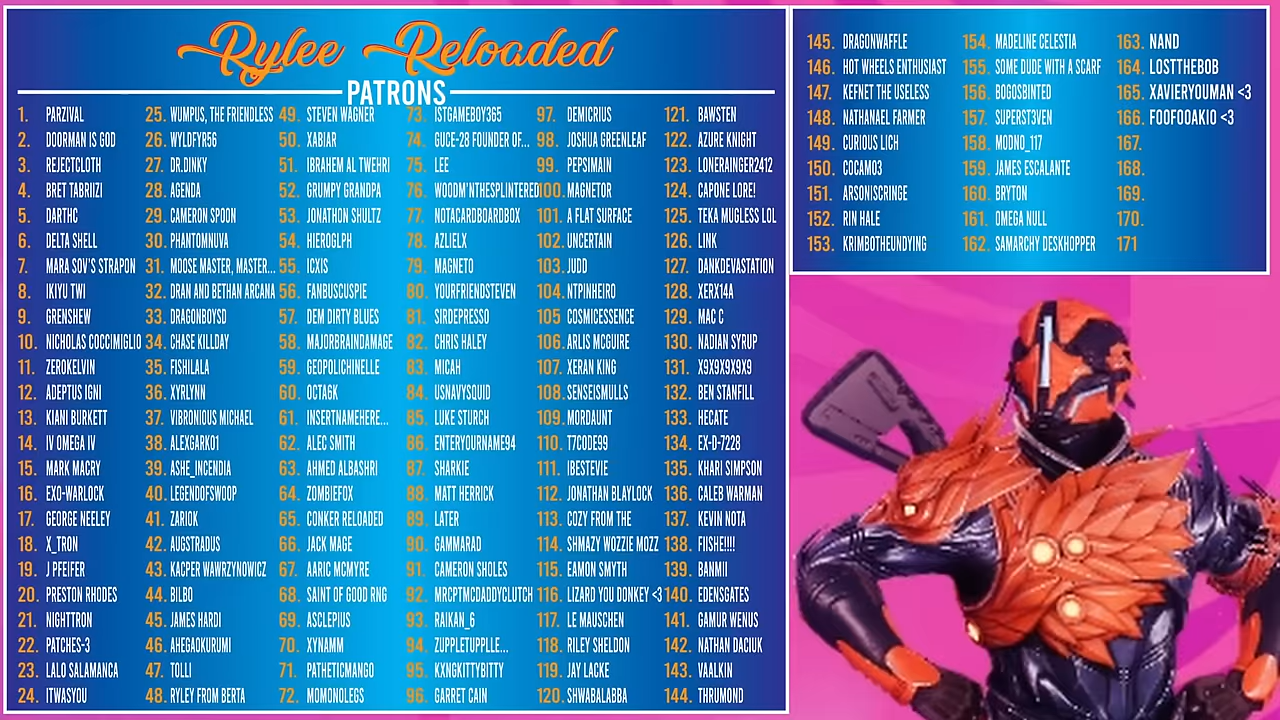 Rylee Reloaded
PATRONS
1. PARZIVAL
2. DOORMAN IS GOD
3. REJECTCLOTH
4. BRET TABRIIZI
5. DARTHC
6. DELTA SHELL
7. MARA SOV'S STRAPON
8. IKIYU TWI
9. GRENSHEW
10. NICHOLAS COCCIMIGLIO
11. ZEROKELVIN
12. ADEPTUS IGNI
13. KIANI BURKETT
14. IV OMEGA IV
15. MARK MACRY
16. EXO-WARLOCK
17. GEORGE NEELEY
18. X_TRON
19. J PFEIFER
20. PRESTON RHODES
21. NIGHTTRON
22. PATCHES-3
23. LALO SALAMANCA
24. ITWASYOU
25. WUMPUS, THE FRIENDLESS
26. WYLDFYR56
27. DR.DINKY
28. AGENDA
29. CAMERON SPOON
30. PHANTOMNUVA
31. MOOSE MASTER, MASTER...
32. DRAN AND BETHAN ARCANA
33. DRAGONBOYSD
34. CHASE KILLDAY
35. FISHLALA
36. XYRLYNN
37. VIBRONIOUS MICHAEL
38. ALEXGARK01
39. ASHE_INCENDIA
40. LEGENDOFSWOOP
41. ZARIOK
42. AUGSTRADUS
43. KACPER WAWRZYNOWICZ
44. BILBO
45. JAMES HARDI
46. AHEGAOKURUMI
47. TOLLI
48. RYLEY FROM BERTA
49. STEVEN WAGNER
50. XABIAR
51. IBRAHEM AL TWEHRI
52. GRUMPY GRANDPA
53. JONATHON SHULTZ
54. HIEROGLPH
55. ICXIS
56. FANBUSCUSPIE
57. DEM DIRTY BLUES
58. MAJORBRAINDAMAGE
59. GEOPOLICHINELLE
60. OCTA6K
61. INSERTNAMEHERE...
62. ALEC SMITH
63. AHMED ALBASHRI
64. ZOMBIEFOX
65. CONKER RELOADED
66. JACK MAGE
67. AARIC MCMYRE
68. SAINT OF GOOD RNG
69. ASCLEPIUS
70. XYNAMM
71. PATHETICMANGO
72. MOMONOLEGS
73. ISTGAMEBOY365
74. GUCE-28 FOUNDER OF...
75. LEE
76. WOODM'NTHESPLINTERED
77. NOTACARDBOARDBOX
78. AZLIELX
79. MAGNETO
80. YOURFRIENDSTEVEN
81. SIRDEPRESSO
82. CHRIS HALEY
83. MICAH
84. USNAVYSQUID
85. LUKE STURCH
86. ENTERYOURNAME94
87. SHARKIE
88. MATT HERRICK
89. LATER
90. GAMMARAD
91. CAMERON SHOLES
92. MRCPTMCDADDYCLUTCH
93. RAIKAN_6
94. ZUPPLETUPPLLE...
95. KXNGKITTYBITTY
96. GARRET CAIN
97. DEMICRIUS
98. JOSHUA GREENLEAF
99. PEPSIMAIN
100. MAGNETOR
101. A FLAT SURFACE
102. UNCERTAIN
103. JUDD
104. NTPINHEIRO
105 COSMICESSENCE
106. ARLIS MCGUIRE
107. XERAN KING
108. SENSEISMULLS
109. MORDAUNT
110. T7CODE99
111. IBESTEVIE
112. JONATHAN BLAYLOCK
113. COZY FROM THE
114. SHMAZY WOZZIE MOZZ
115. EAMON SMYTH
116. LIZARD YOU DONKEY <3
117. LE MAUSCHEN
118. RILEY SHELDON
119. JAY LACKE
120. SHWABALABBA
121. BAWSTEN
122. AZURE KNIGHT
123. LONERAINGER2412
124. CAPONE LORE!
125. TEKA MUGLESS LOL
126. LINK
127. DANKDEVASTATION
128. XERX14A
129. MAC C
130. NADIAN SYRUP
131. X9X9X9X9X9
132. BEN STANFILL
133. HECATE
134. EX-D-7228
135. KHARI SIMPSON
136. CALEB WARMAN
137. KEVIN NOTA
138. FIISHE!!!!
139. BANMII
140. EDENSGATES
141. GAMUR WENUS
142. NATHAN DACIUK
143. VAALKIN
144. THRUMOND
145. DRAGONWAFFLE
146. HOT WHEELS ENTHUSIAST
147. KEFNET THE USELESS
148. NATHANAEL FARMER
149. CURIOUS LICH
150. COCAMO3
151. ARSONISCRINGE
152. RIN HALE
153. KRIMBOTHEUNDYING
154. MADELINE CELESTIA
155. SOME DUDE WITH A SCARF
156. BOGOSBINTED
157. SUPERST3VEN
158. MODNO_117
159. JAMES ESCALANTE
160. BRYTON
161. OMEGA NULL
162. SAMARCHY DESKHOPPER
163. NAND
164. LOSTTHEBOB
165. XAVIERYOUMAN <3
166. FOOFOOAKIO <3
167.
168.
169.
170.
171